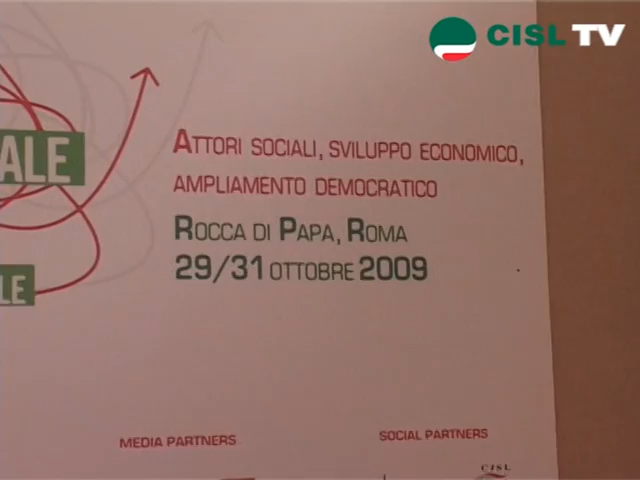 CISL TV
ALE
ATTORI SOCIALI, SVILUPPO ECONOMICO,
AMPLIAMENTO DEMOCRATICO
ROCCA DI PAPA, ROMA
29/31 OTTOBRE 2009
LE
MEDIA PARTNERS
SOCIAL PARTNERS
CISL